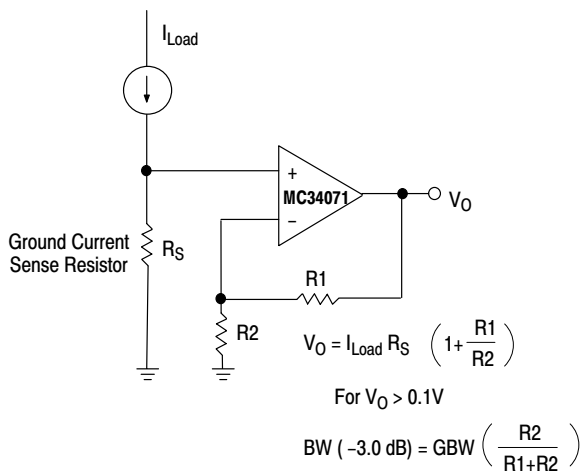 I_Load
+
MC34071
−
V_O
Ground Current
Sense Resistor
R_S
R1
R2
V_O = I_Load R_S (1+ R1/R2)
For V_O > 0.1V
BW ( −3.0 dB) = GBW ( R2/R1+R2 )